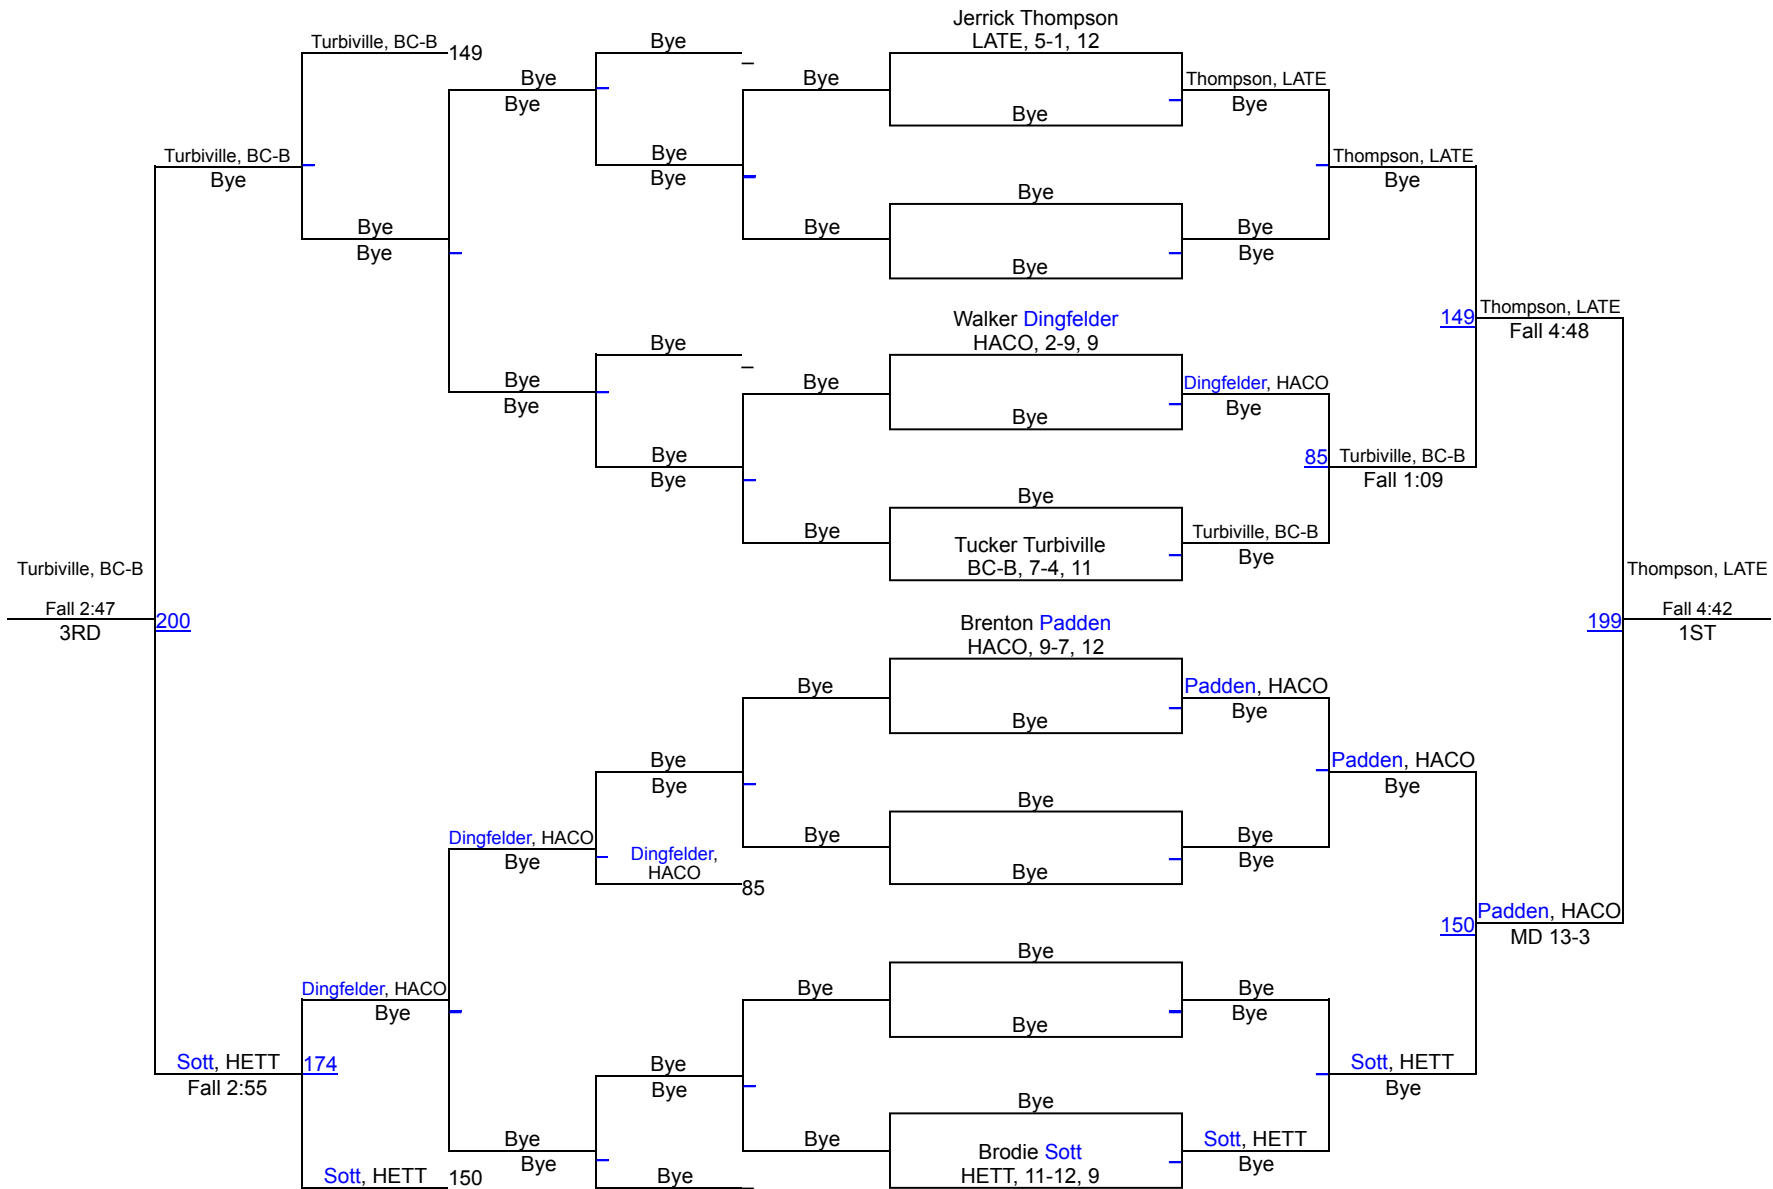 Jerrick Thompson
Turbiville, BC-B
149
Bye
LATE, 5-1, 12
Bye
Bye
Bye
Thompson, LATE
Bye
Bye
Bye
Turbiville, BC-B
Bye
Bye
Bye
Thompson, LATE
Bye
Bye
Bye
Bye
Bye
Bye
Bye
Bye
Bye
Walker Dingfelder
149
Thompson, LATE
Fall 4:48
Bye
HACO, 2-9, 9
Bye
Bye
Bye
Dingfelder, HACO
Bye
Bye
Bye
Bye
85
Turbiville, BC-B
Fall 1:09
Bye
Bye
Turbiville, BC-B
Bye
Tucker Turbiville
BC-B, 7-4, 11
Turbiville, BC-B
Fall 2:47
3RD
200
Thompson, LATE
199
Fall 4:42
1ST
Brenton Padden
HACO, 9-7, 12
Bye
Padden, HACO
Bye
Bye
Bye
Bye
Padden, HACO
Bye
Bye
Dingfelder, HACO
Bye
Dingfelder,
HACO
85
Bye
Bye
Bye
Bye
150
Padden, HACO
MD 13-3
Bye
Dingfelder, HACO
Bye
Bye
Bye
Bye
Bye
Sott, HETT
Fall 2:55
174
Bye
Bye
Sott, HETT
Bye
Bye
Bye
Bye
Bye
Brodie Sott
HETT, 11-12, 9
Sott, HETT
Bye
Sott, HETT
150
Bye